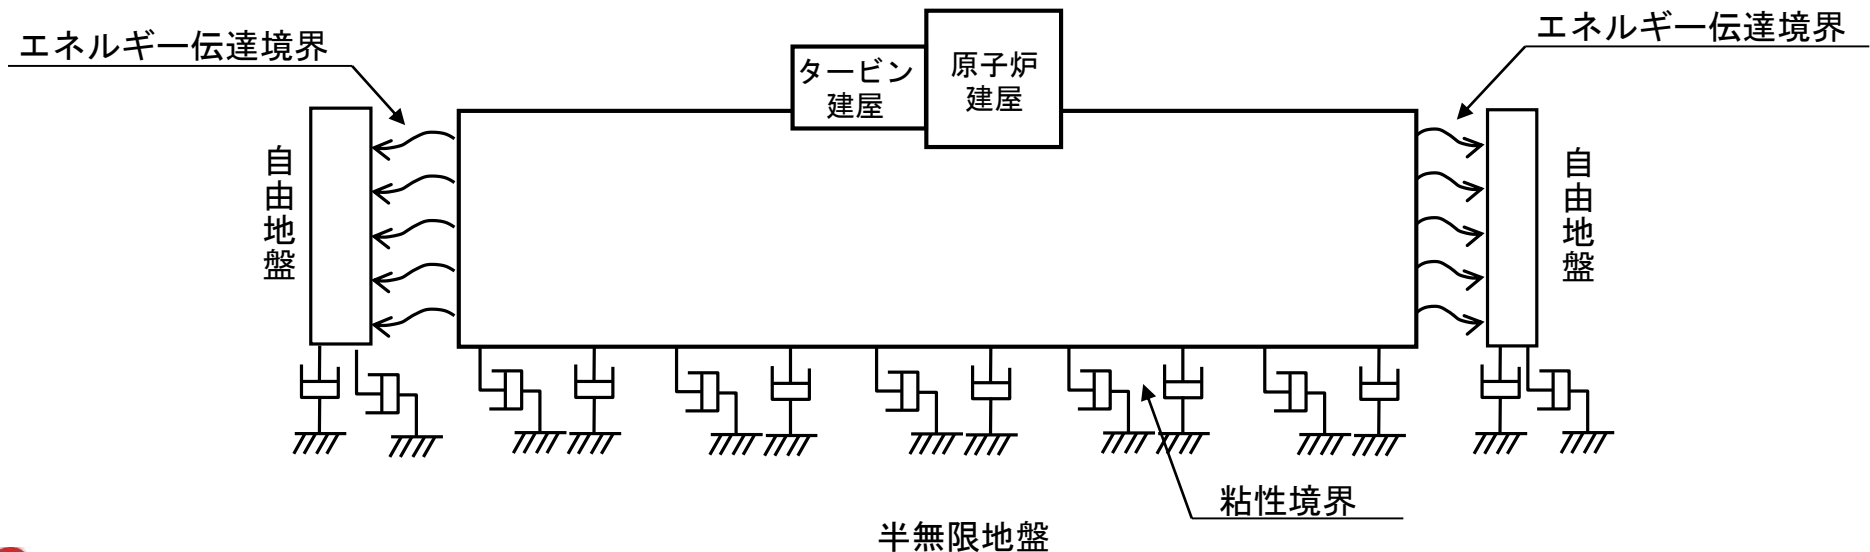 エネルギー伝達境界
エネルギー伝達境界
タービン
建屋
原子炉
建屋
自由地盤
自由地盤
粘性境界
半無限地盤